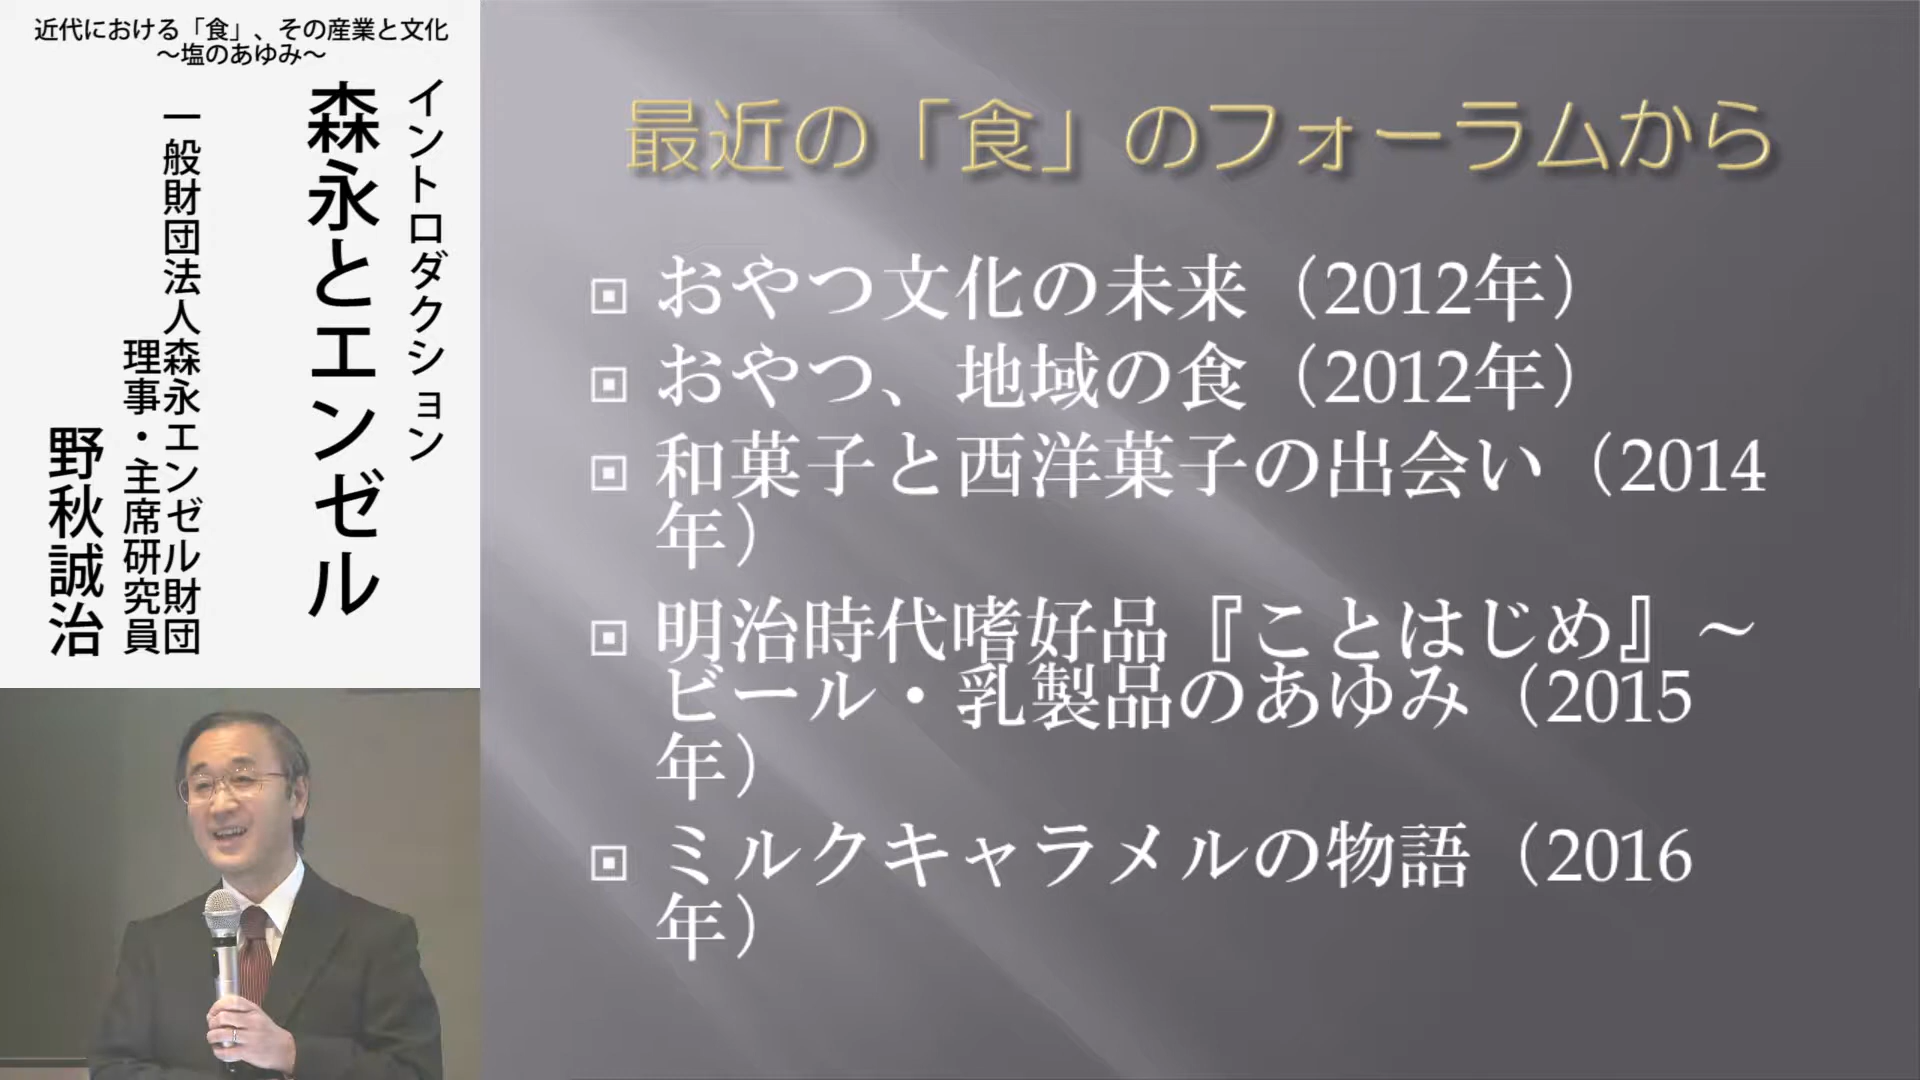 近代における「食」、その産業と文化
～塩のあゆみ～
イントロダクション
森永とエンゼル
一般財団法人森永エンゼル財団
理事・主席研究員
野秋誠治
最近の「食」のフォーラムから
おやつ文化の未来（2012年）
おやつ、地域の食（2012年）
和菓子と西洋菓子の出会い（2014
年）
明治時代嗜好品『ことはじめ』～
ビール・乳製品のあゆみ（2015
年）
ミルクキャラメルの物語（2016
年）